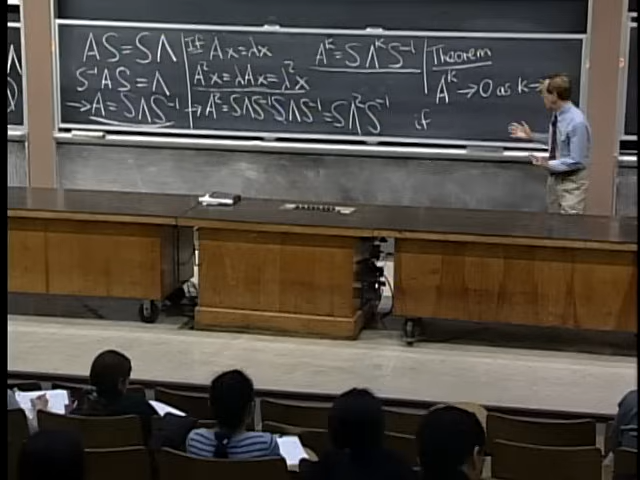 AS = SΛ
S⁻¹AS = Λ
→ A = SΛS⁻¹
If Ax = λx
A²x = λAx = λ²x
→ A² = SΛS⁻¹SΛS⁻¹ = SΛ²S⁻¹
Aᴷ = SΛᴷS⁻¹
Theorem
Aᴷ → 0 as k →
if